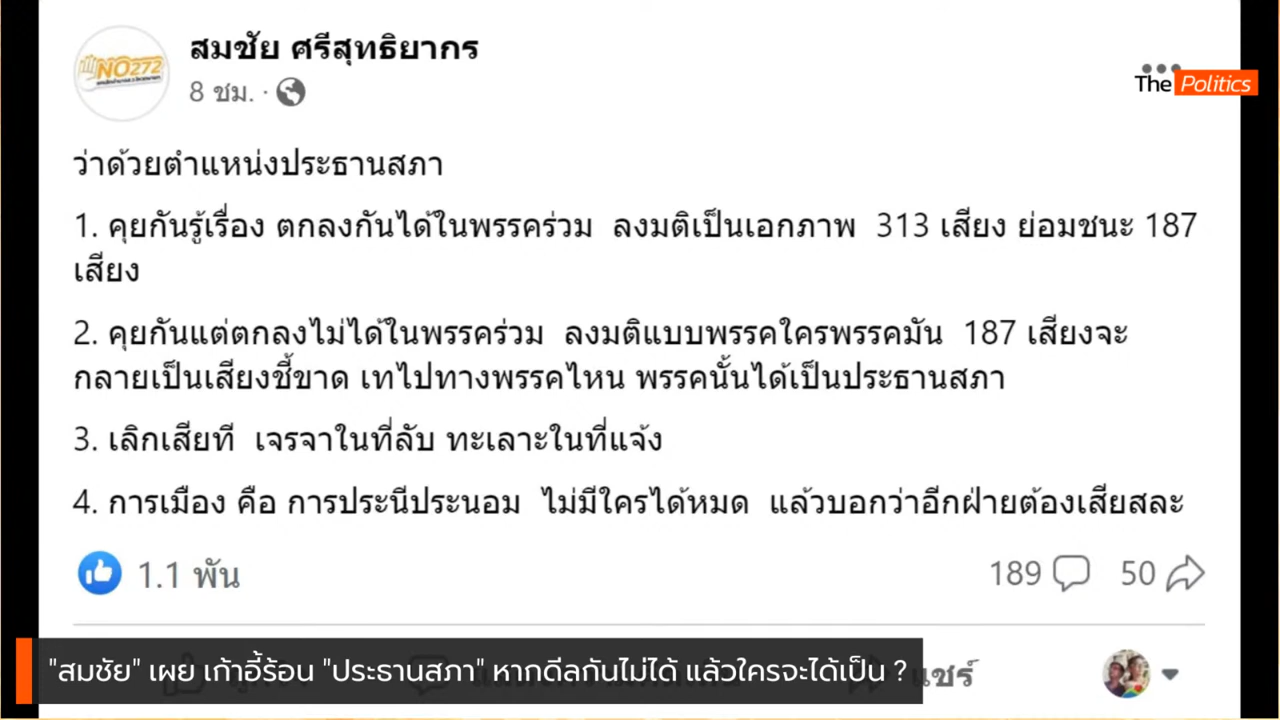 สมชัย ศรีสุทธิยากร
8 ชม. ·
NO272
The Politics
ว่าด้วยตำแหน่งประธานสภา
1. คุยกันรู้เรื่อง ตกลงกันได้ในพรรคร่วม ลงมติเป็นเอกภาพ 313 เสียง ย่อมชนะ 187
เสียง
2. คุยกันแต่ตกลงไม่ได้ในพรรคร่วม ลงมติแบบพรรคใครพรรคมัน 187 เสียงจะ
กลายเป็นเสียงชี้ขาด เทไปทางพรรคไหน พรรคนั้นได้เป็นประธานสภา
3. เลิกเสียที เจรจาในที่ลับ ทะเลาะในที่แจ้ง
4. การเมือง คือ การประนีประนอม ไม่มีใครได้หมด แล้วบอกว่าอีกฝ่ายต้องเสียสละ
1.1 พัน
189 50
"สมชัย" เผย เก้าอี้ร้อน "ประธานสภา" หากดีลกันไม่ได้ แล้วใครจะได้เป็น ?
แชร์